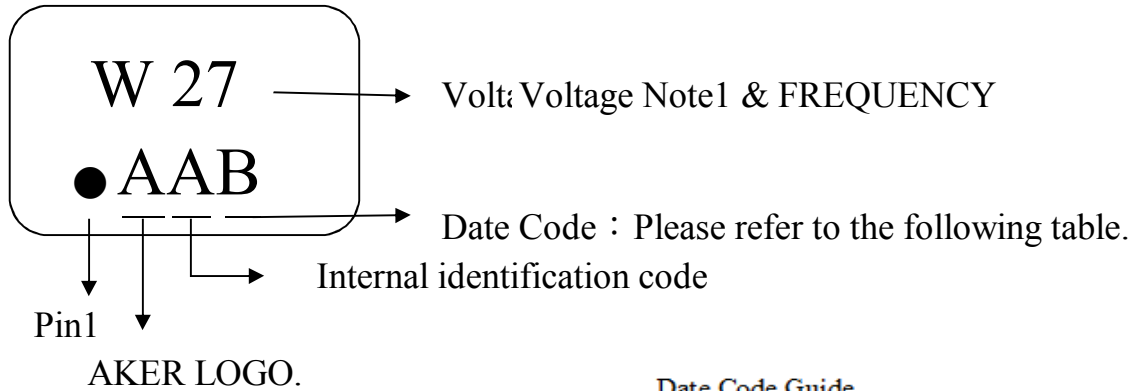 W 27
Volta Voltage Note1 & FREQUENCY
●AAB
Date Code：Please refer to the following table.
Internal identification code
Pin1
AKER LOGO.
Date Code Guide